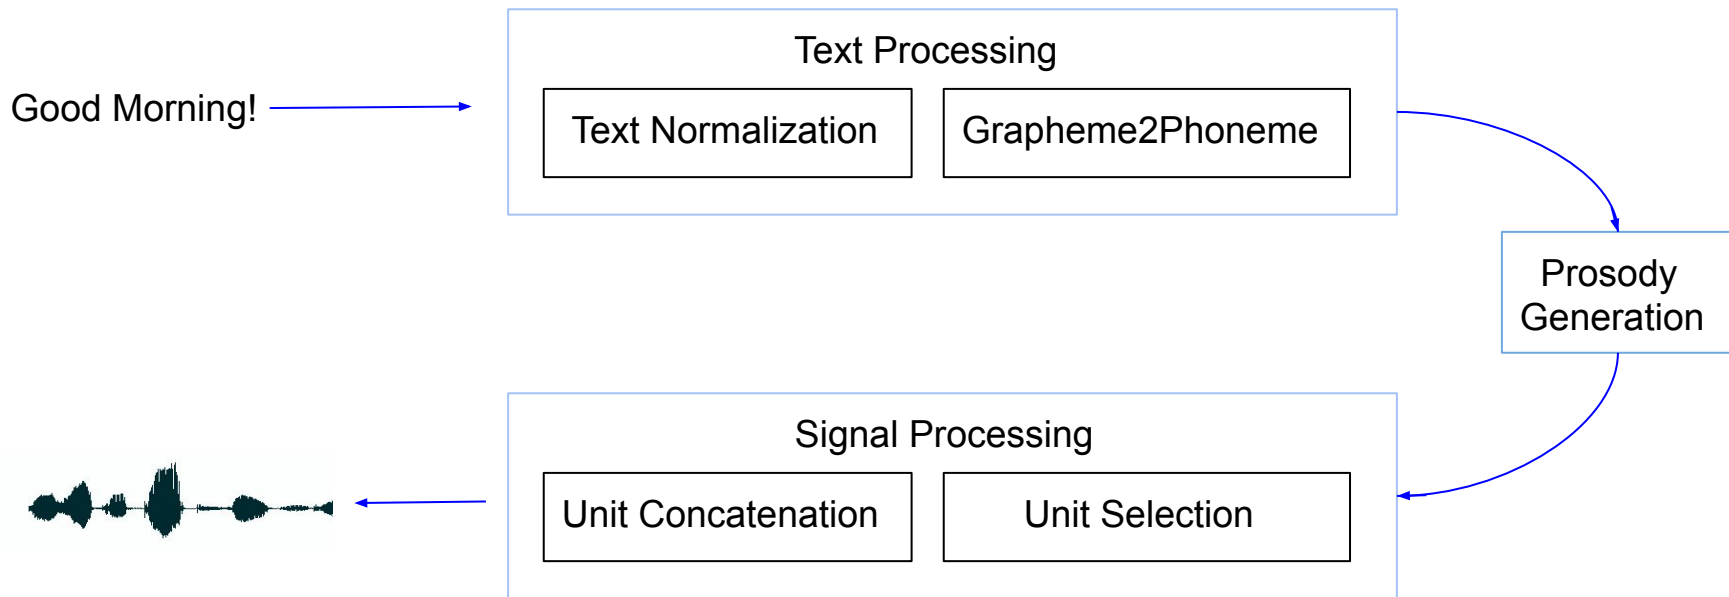 Text Processing
Good Morning!
Text Normalization
Grapheme2Phoneme
Prosody
Generation
Signal Processing
Unit Concatenation
Unit Selection